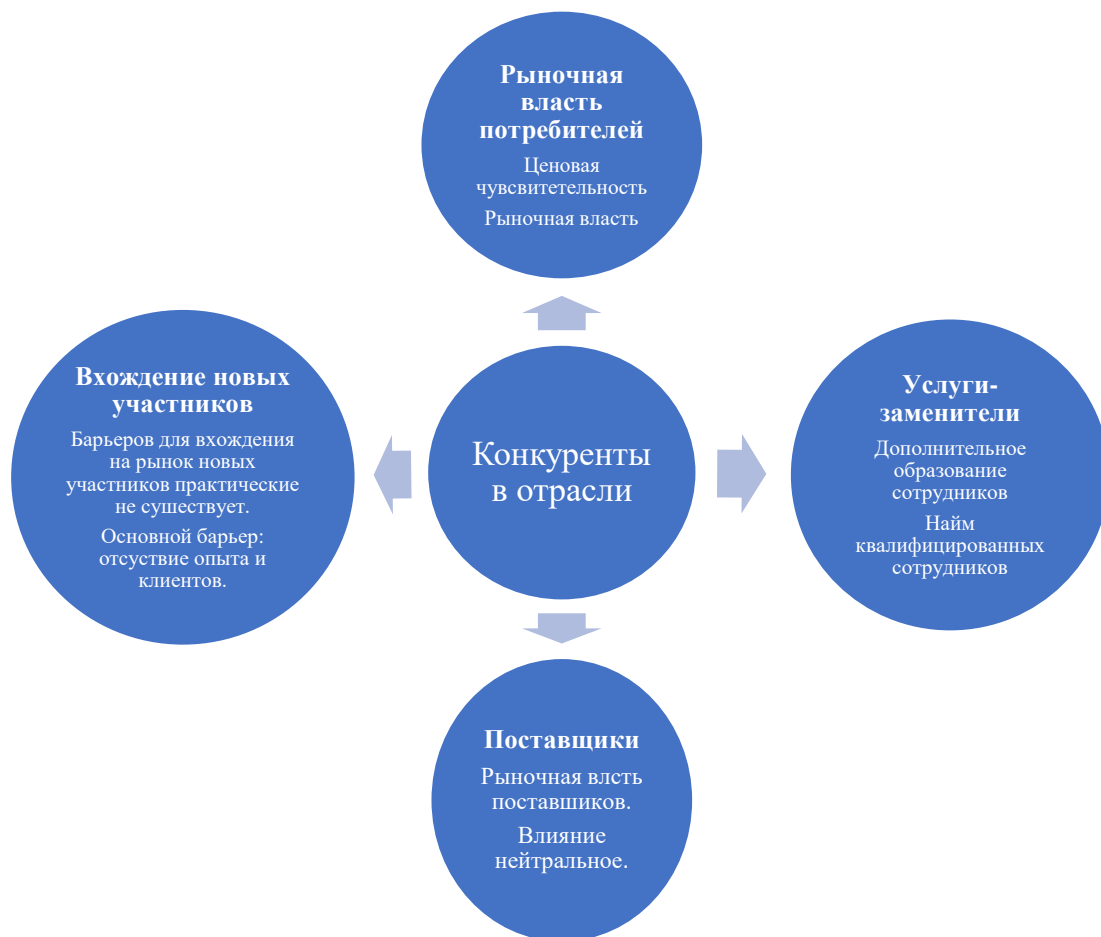 Рыночная
власть
потребителей
Ценовая
чувсвитетельность
Рыночная власть
Вхождение новых
участников
Барьеров для вхождения
на рынок новых
участников практические
не существует.
Основной барьер:
отсуствие опыта и
клиентов.
Конкуренты
в отрасли
Услуги-
заменители
Дополнительное
образование
сотрудников
Найм
квалифицированных
сотрудников
Поставщики
Рыночная влсть
поставшиков.
Влияние
нейтральное.